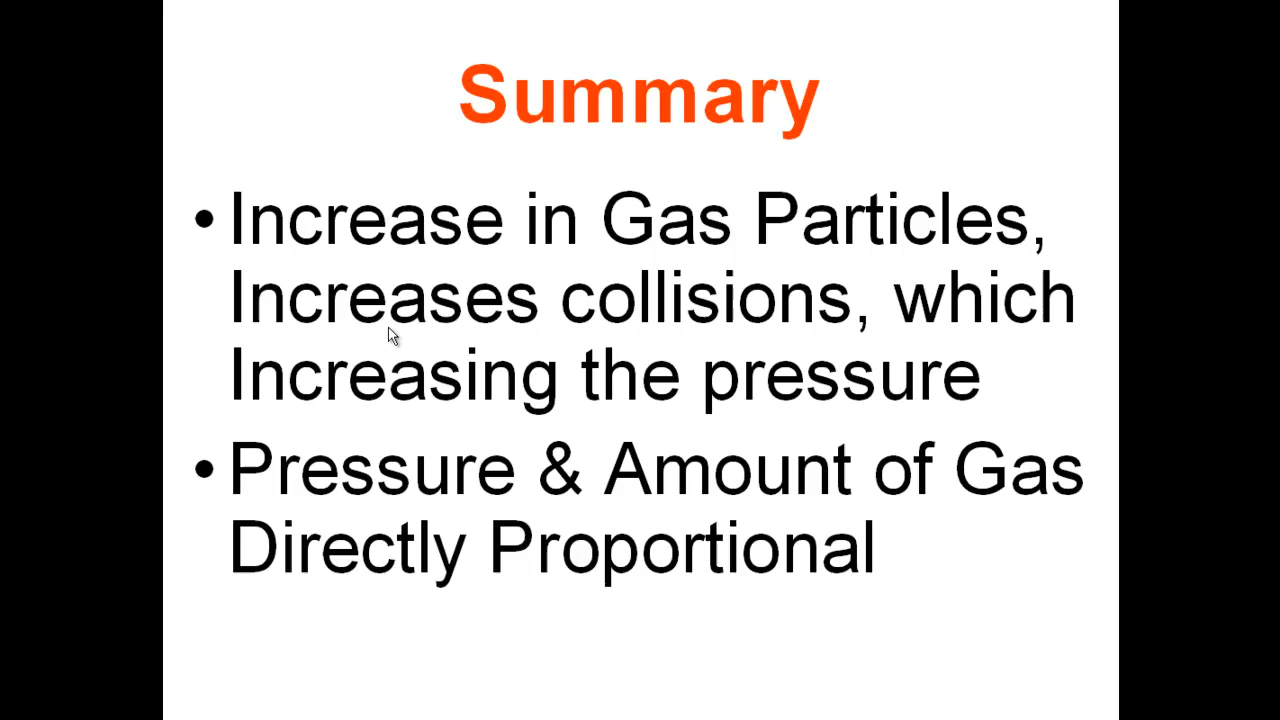 Summary
• Increase in Gas Particles,
Increases collisions, which
Increasing the pressure
• Pressure & Amount of Gas
Directly Proportional